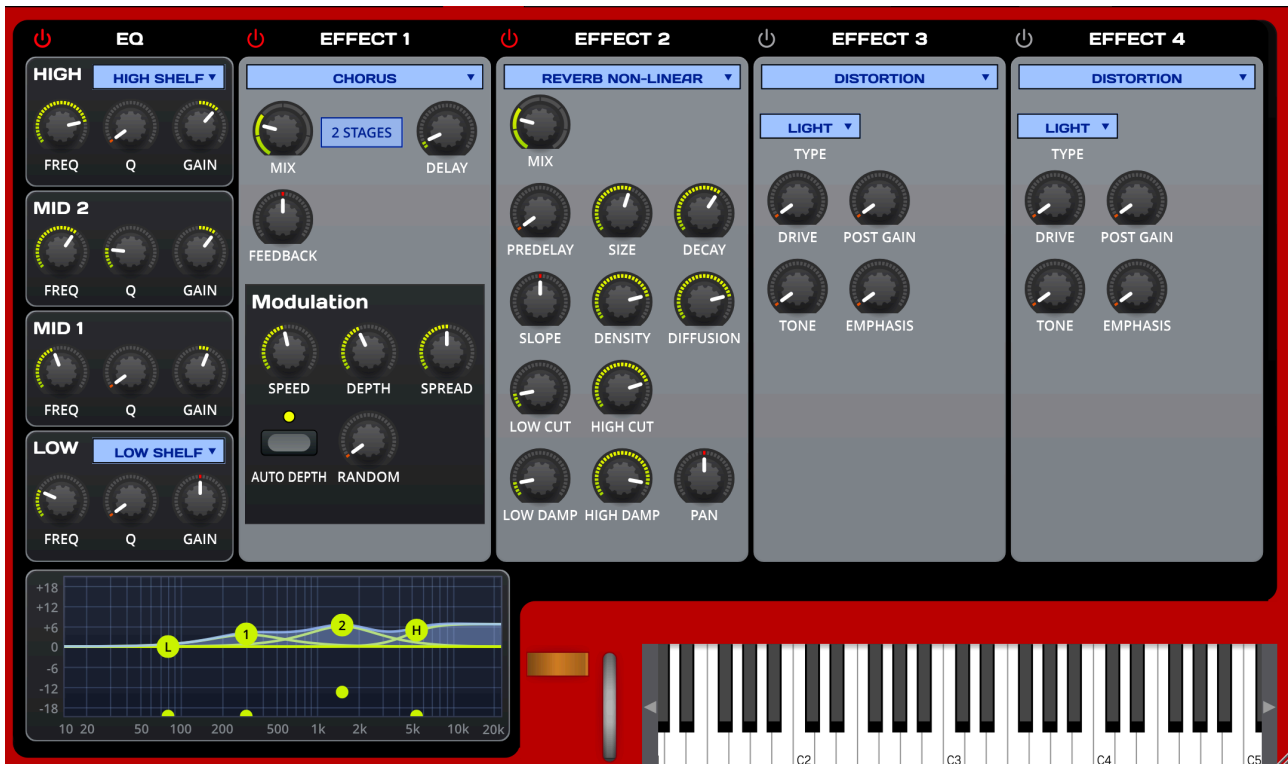 EQ
EFFECT 1
EFFECT 2
EFFECT 3
EFFECT 4
HIGH
HIGH SHELF
FREQ Q GAIN
MID 2
FREQ Q GAIN
MID 1
FREQ Q GAIN
LOW
LOW SHELF
FREQ Q GAIN
CHORUS
2 STAGES
MIX DELAY
FEEDBACK
Modulation
SPEED DEPTH SPREAD
AUTO DEPTH RANDOM
REVERB NON-LINEAR
MIX
PREDELAY SIZE DECAY
SLOPE DENSITY DIFFUSION
LOW CUT HIGH CUT
LOW DAMP HIGH DAMP PAN
DISTORTION
LIGHT
TYPE
DRIVE POST GAIN
TONE EMPHASIS
DISTORTION
LIGHT
TYPE
DRIVE POST GAIN
TONE EMPHASIS
+18
+12
+6
0
-6
-12
-18
L 1 2 H
10 20 50 100 200 500 1k 2k 5k 10k 20k
C2 C3 C4 C5